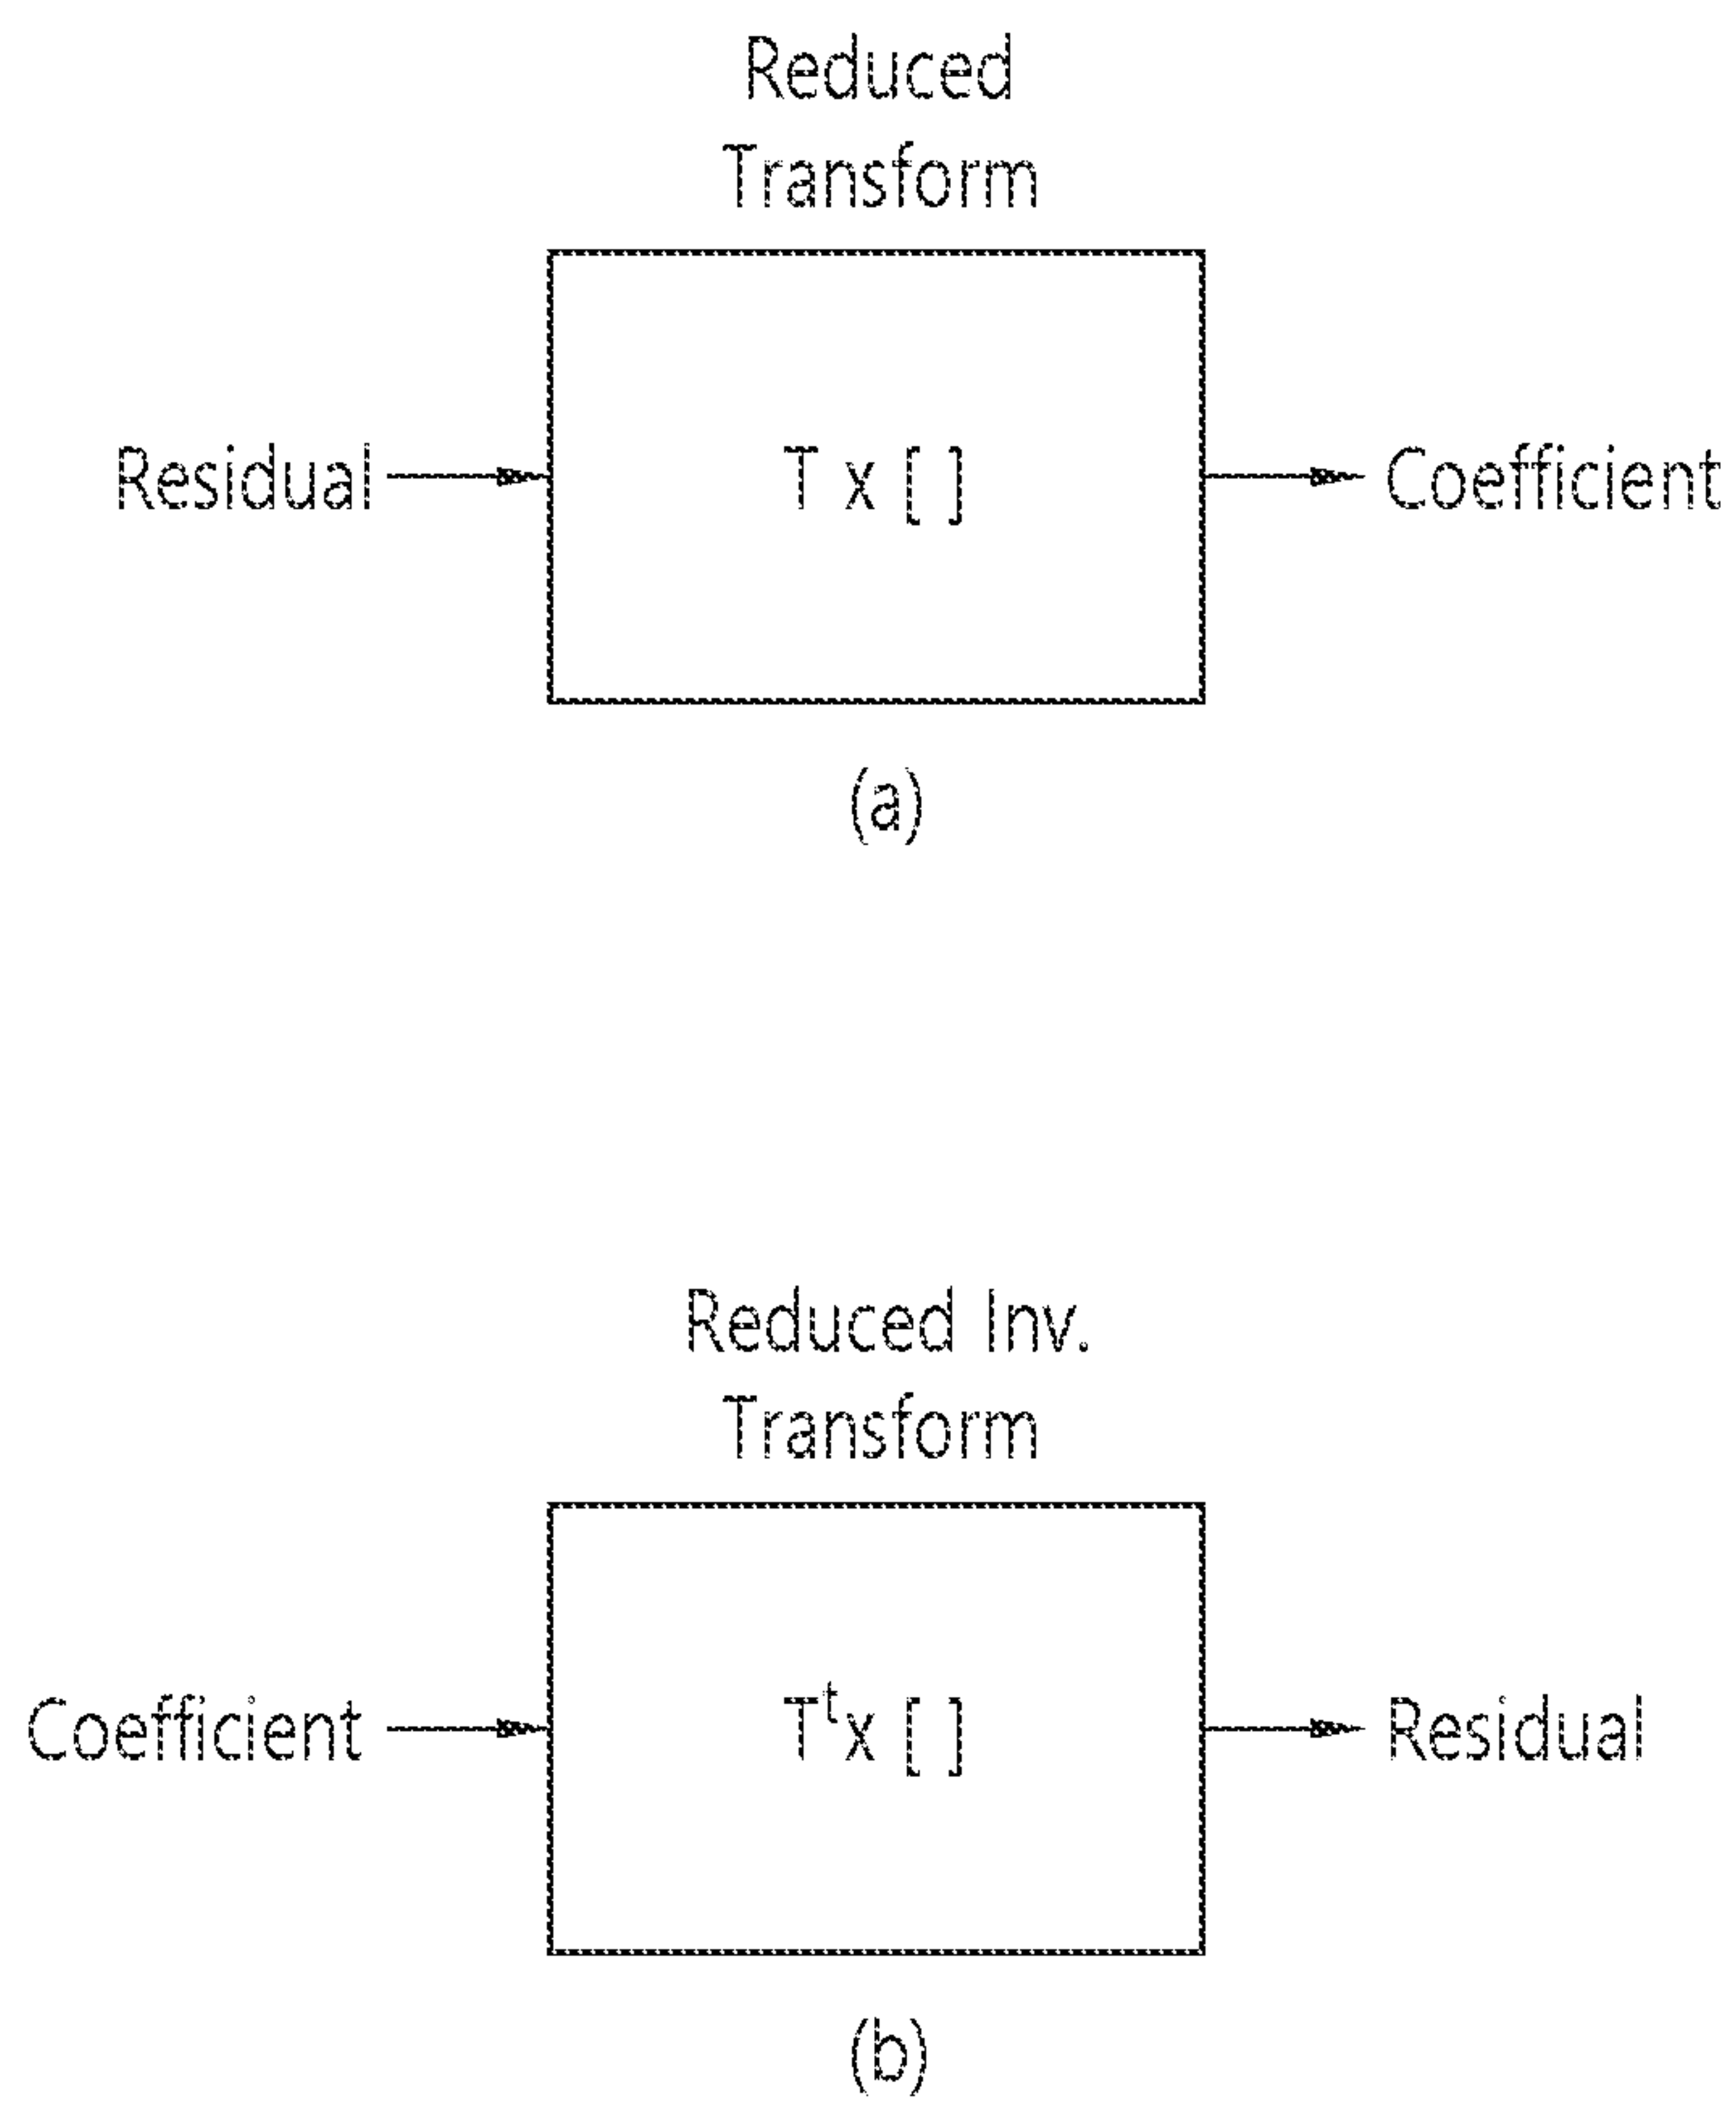 Reduced
Transform
Residual
T x [ ]
Coefficient
(a)
Reduced Inv.
Transform
Coefficient
Tᵗx [ ]
Residual
(b)